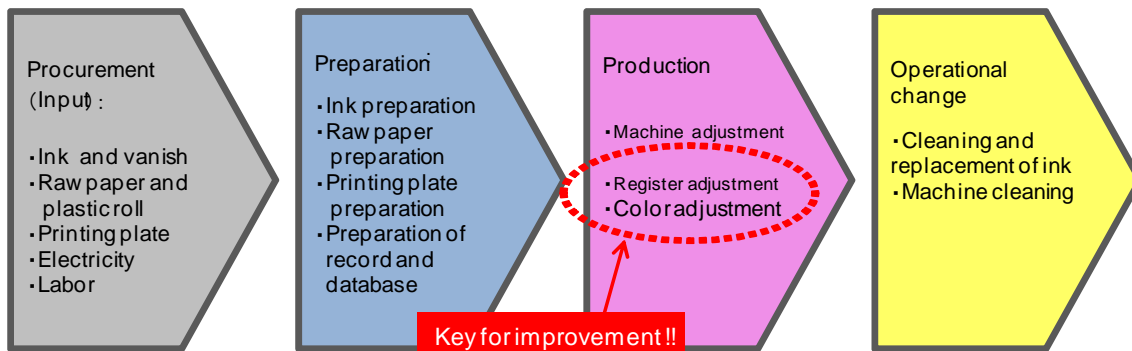 Procurement
(Input):
・Ink and vanish
・Raw paper and
plastic roll
・Printing plate
・Electricity
・Labor
Preparation:
・Ink preparation
・Raw paper
preparation
・Printing plate
preparation
・Preparation of
record and
database
Production
・Machine adjustment
・Register adjustment
・Color adjustment
Operational
change
・Cleaning and
replacement of ink
・Machine cleaning
Key for improvement!!